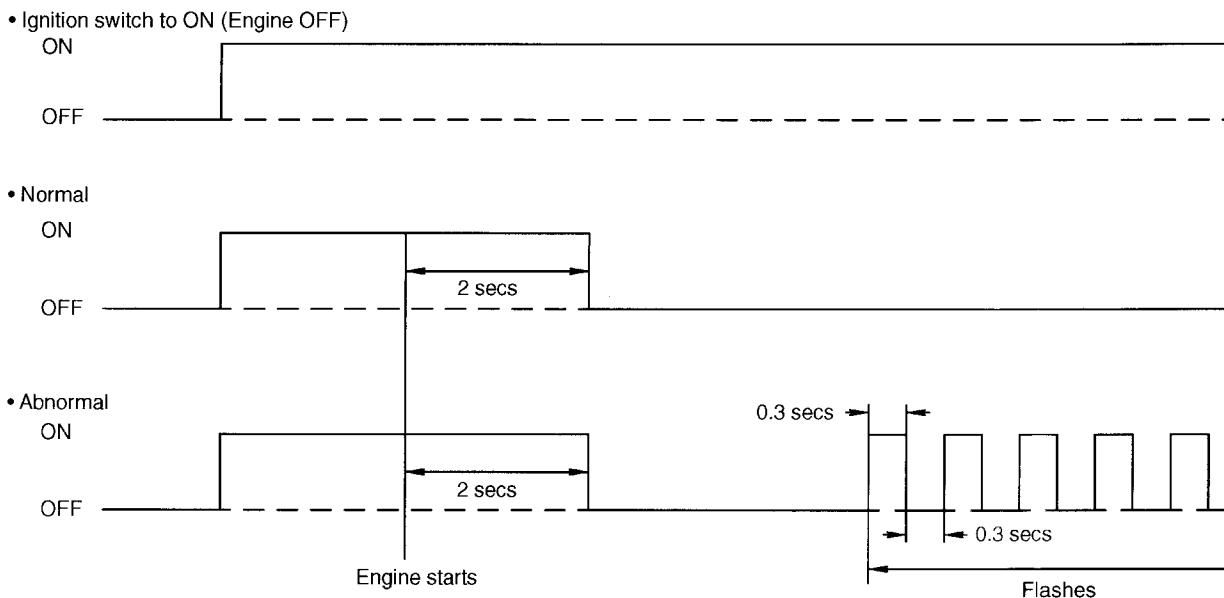 • Ignition switch to ON (Engine OFF)
ON
OFF
• Normal
ON
2 secs
OFF
• Abnormal
0.3 secs
ON
2 secs
OFF
0.3 secs
Engine starts
Flashes